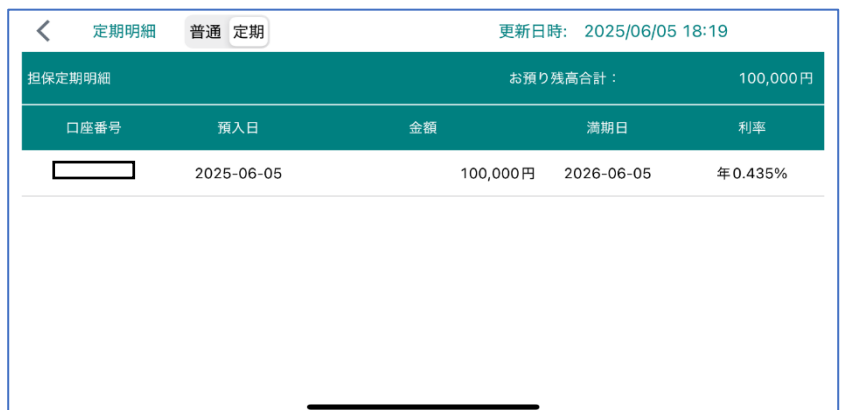 定期明細 普通 定期 更新日時: 2025/06/05 18:19
担保定期明細 お預り残高合計： 100,000円
口座番号 預入日 金額 満期日 利率
2025-06-05 100,000円 2026-06-05 年0.435%